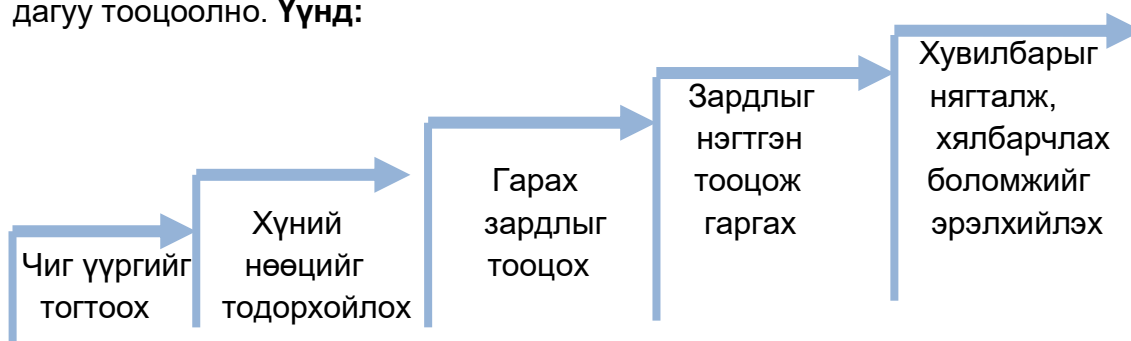 дагуу тооцоолно. Үүнд:
Чиг үүргийг
тогтоох
Хүний
нөөцийг
тодорхойлох
Гарах
зардлыг
тооцох
Зардлыг
нэгтгэн
тооцож
гаргах
Хувилбарыг
нягталж,
хялбарчлах
боломжийг
эрэлхийлэх